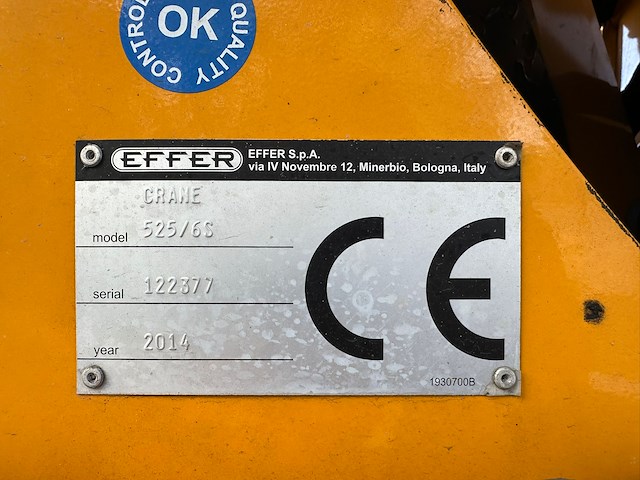 CONTROL OK QUALITY
EFFER
EFFER S.p.A.
via IV Novembre 12, Minerbio, Bologna, Italy
CRANE
model 525/6S
serial 122377
year 2014
CE
1930700B